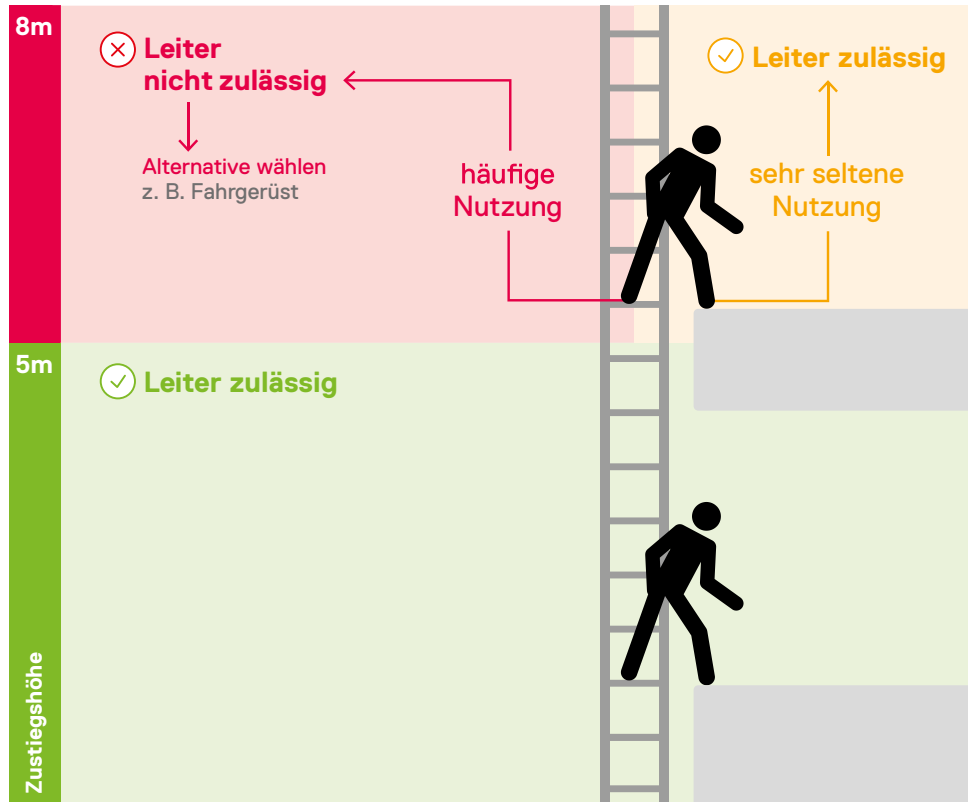 8m
Leiter
nicht zulässig
Alternative wählen
z. B. Fahrgerüst
häufige
Nutzung
Leiter zulässig
sehr seltene
Nutzung
5m
Leiter zulässig
Zustiegshöhe